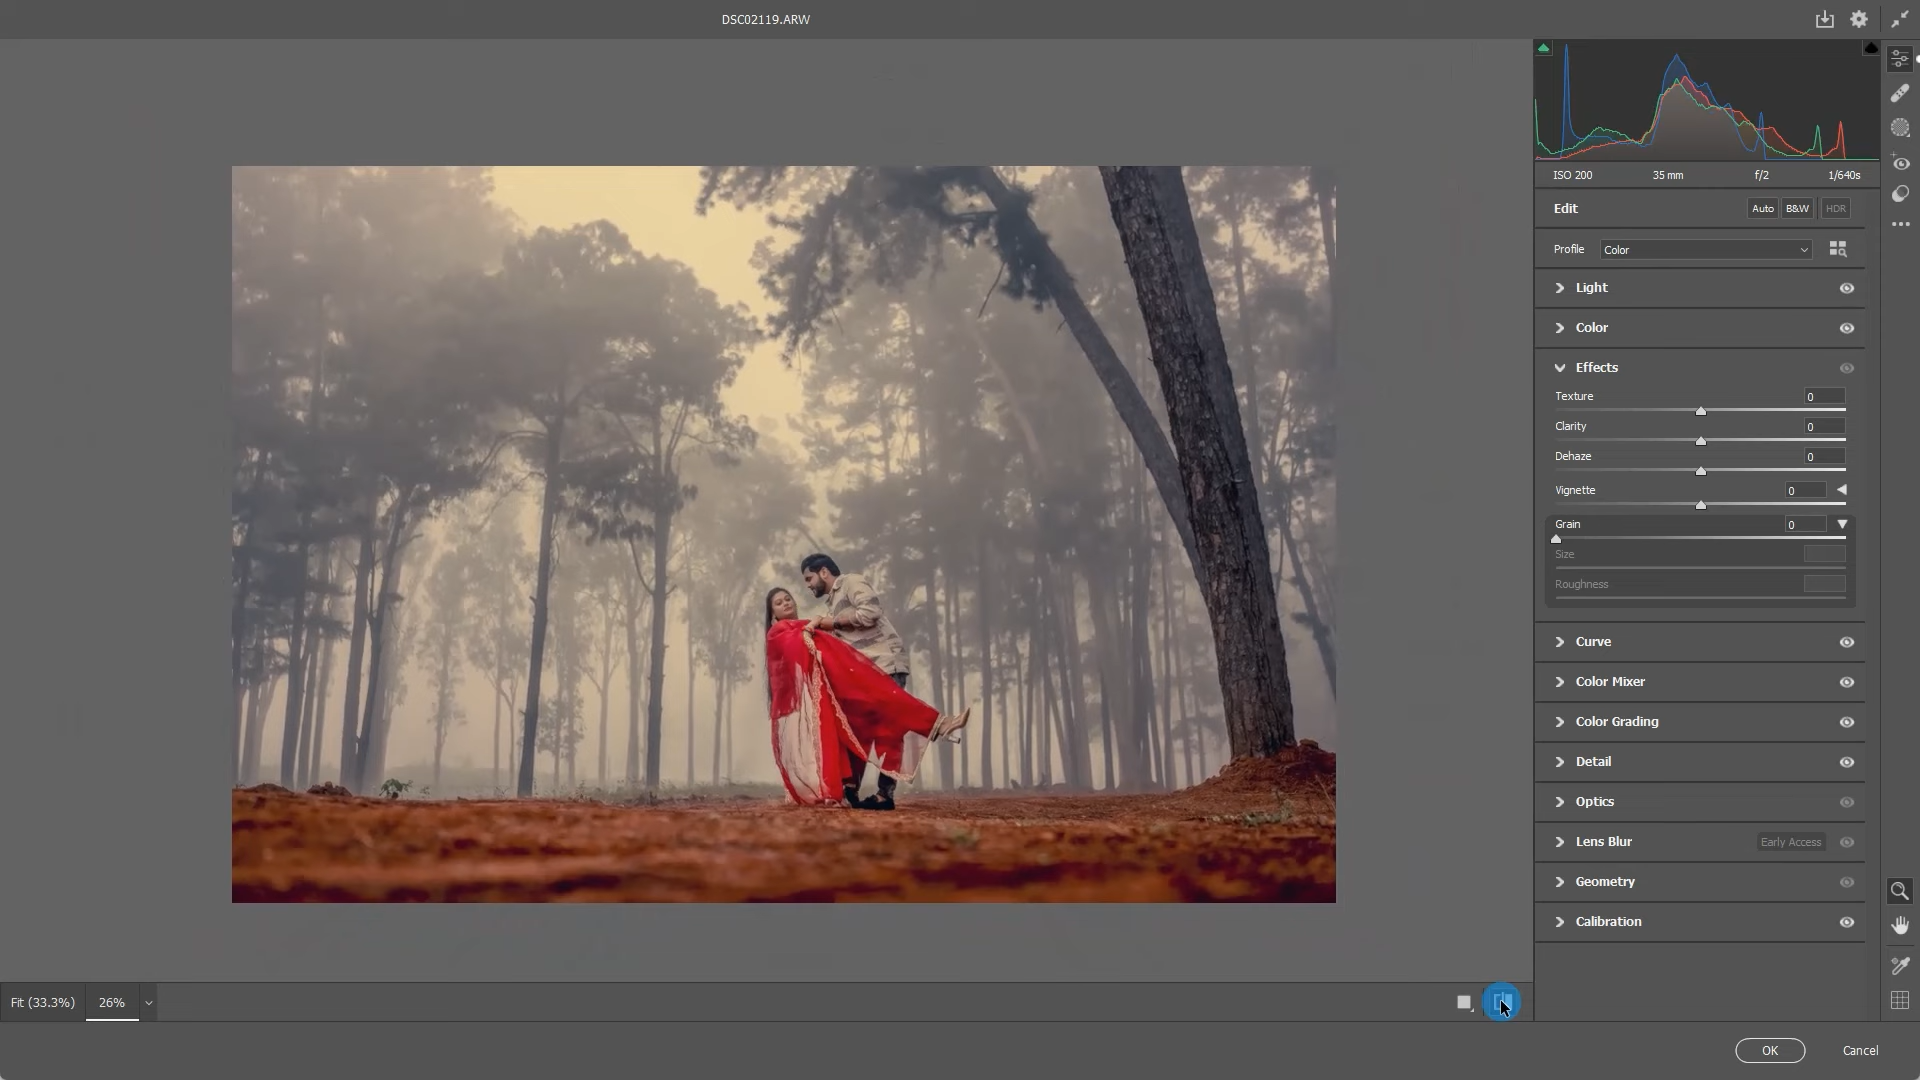 DSC02119.ARW
ISO 200 35 mm f/2 1/640s
Edit Auto B&W HDR
Profile Color
Light
Color
Effects
Texture 0
Clarity 0
Dehaze 0
Vignette 0
Grain 0
Size
Roughness
Curve
Color Mixer
Color Grading
Detail
Optics
Lens Blur Early Access
Geometry
Calibration
Fit (33.3%) 26%
OK Cancel